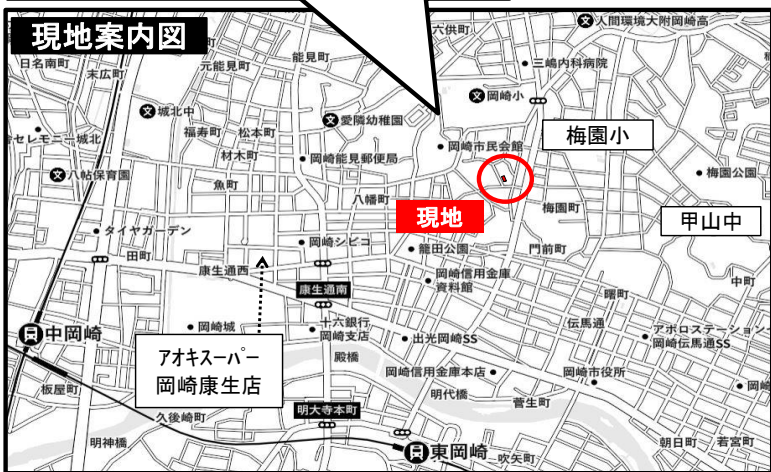 現地案内図
日名南町
末広町
元能見町
能見町
六供町
人間環境大附岡崎高
三嶋内科病院
城北中
愛隣幼稚園
岡崎小
セレモニー城北
福寿町
松本町
材木町
岡崎能見郵便局
岡崎市民会館
梅園小
八帖保育園
魚町
八幡町
梅園公園
現地
梅園町
甲山中
タイヤガーデン
田町
岡崎シビコ
籠田公園
門前町
康生通西
岡崎信用金庫
資料館
中町
康生通南
曙町
伝馬通
中岡崎
岡崎城
十六銀行
岡崎支店
出光岡崎SS
アポロステーション
岡崎伝馬通SS
アオキスーパー
岡崎康生店
殿橋
岡崎信用金庫本店
岡崎市役所
岡崎
板屋町
明代橋
菅生町
久後崎町
明大寺本町
明神橋
東岡崎
吹矢町
朝日町
若宮町